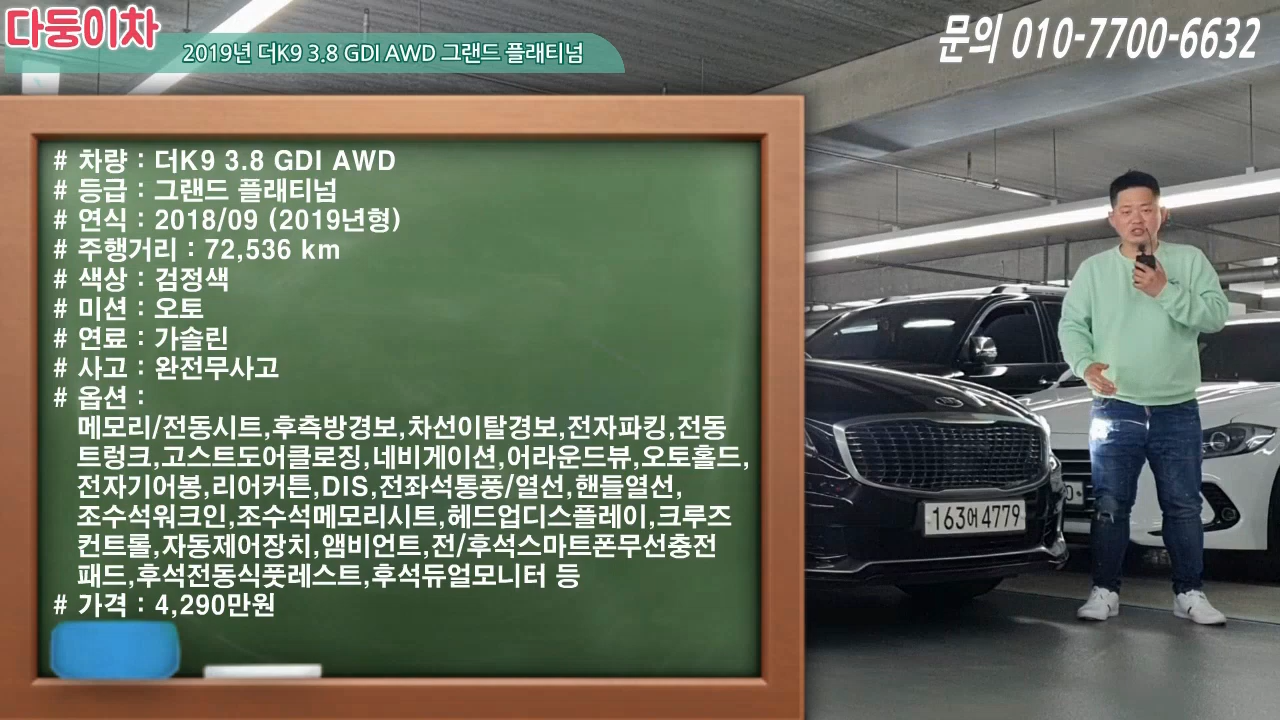 다둥이차
2019년 더K9 3.8 GDI AWD 그랜드 플래티넘
문의 010-7700-6632
# 차량 : 더K9 3.8 GDI AWD
# 등급 : 그랜드 플래티넘
# 연식 : 2018/09 (2019년형)
# 주행거리 : 72,536 km
# 색상 : 검정색
# 미션 : 오토
# 연료 : 가솔린
# 사고 : 완전무사고
# 옵션 :
메모리/전동시트,후측방경보,차선이탈경보,전자파킹,전동
트렁크,고스트도어클로징,네비게이션,어라운드뷰,오토홀드,
전자기어봉,리어커튼,DIS,전좌석통풍/열선,핸들열선,
조수석워크인,조수석메모리시트,헤드업디스플레이,크루즈
컨트롤,자동제어장치,앰비언트,전/후석스마트폰무선충전
패드,후석전동식풋레스트,후석듀얼모니터 등
# 가격 : 4,290만원
163어4779